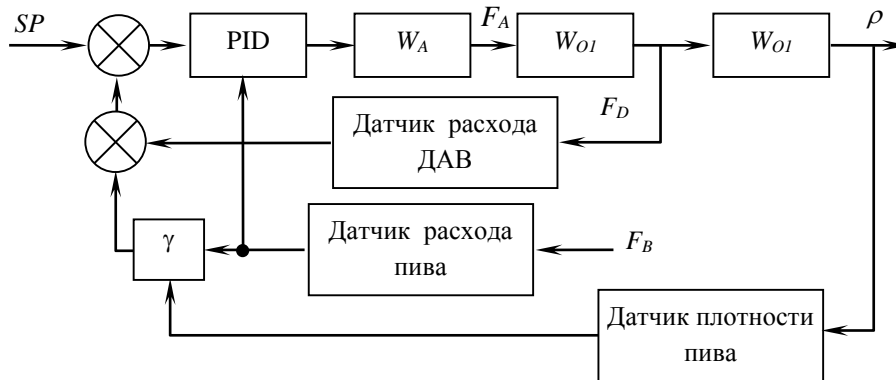 SP
PID
W_A
F_A
W_O1
W_O1
ρ
Датчик расхода
ДАВ
F_D
γ
Датчик расхода
пива
F_B
Датчик плотности
пива